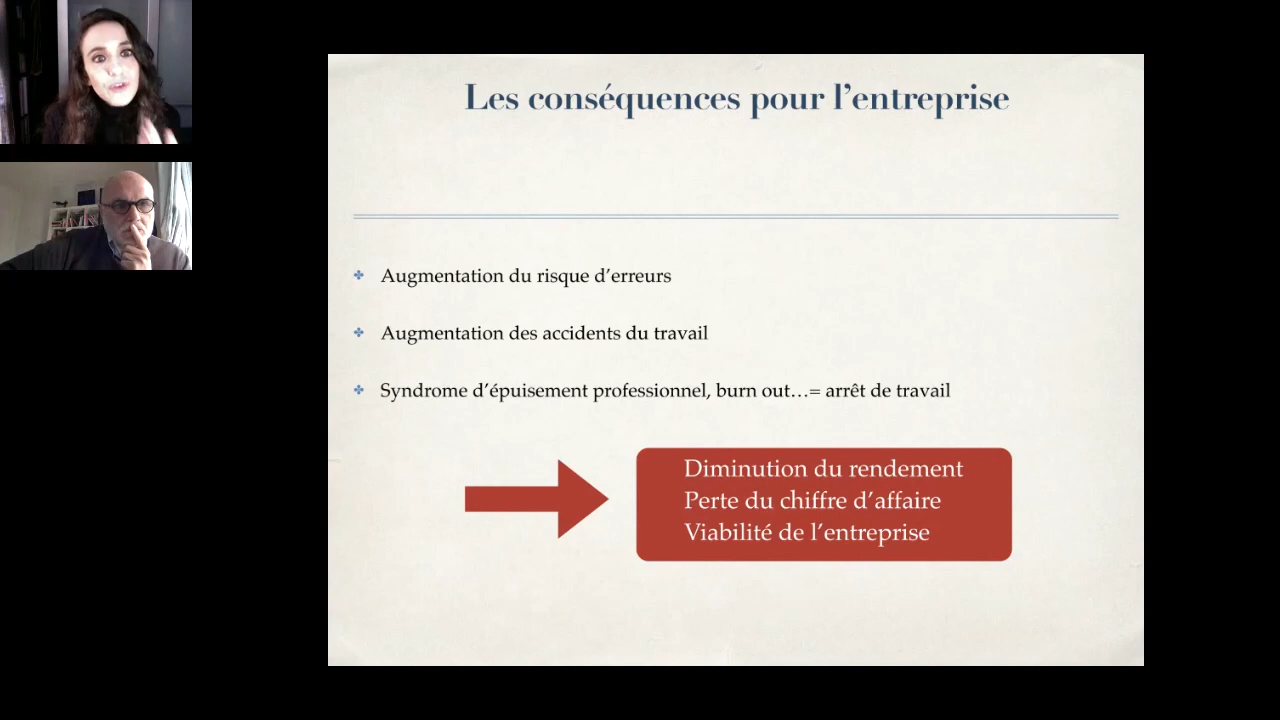 Les conséquences pour l’entreprise
Augmentation du risque d’erreurs
Augmentation des accidents du travail
Syndrome d’épuisement professionnel, burn out…= arrêt de travail
Diminution du rendement
Perte du chiffre d’affaire
Viabilité de l’entreprise